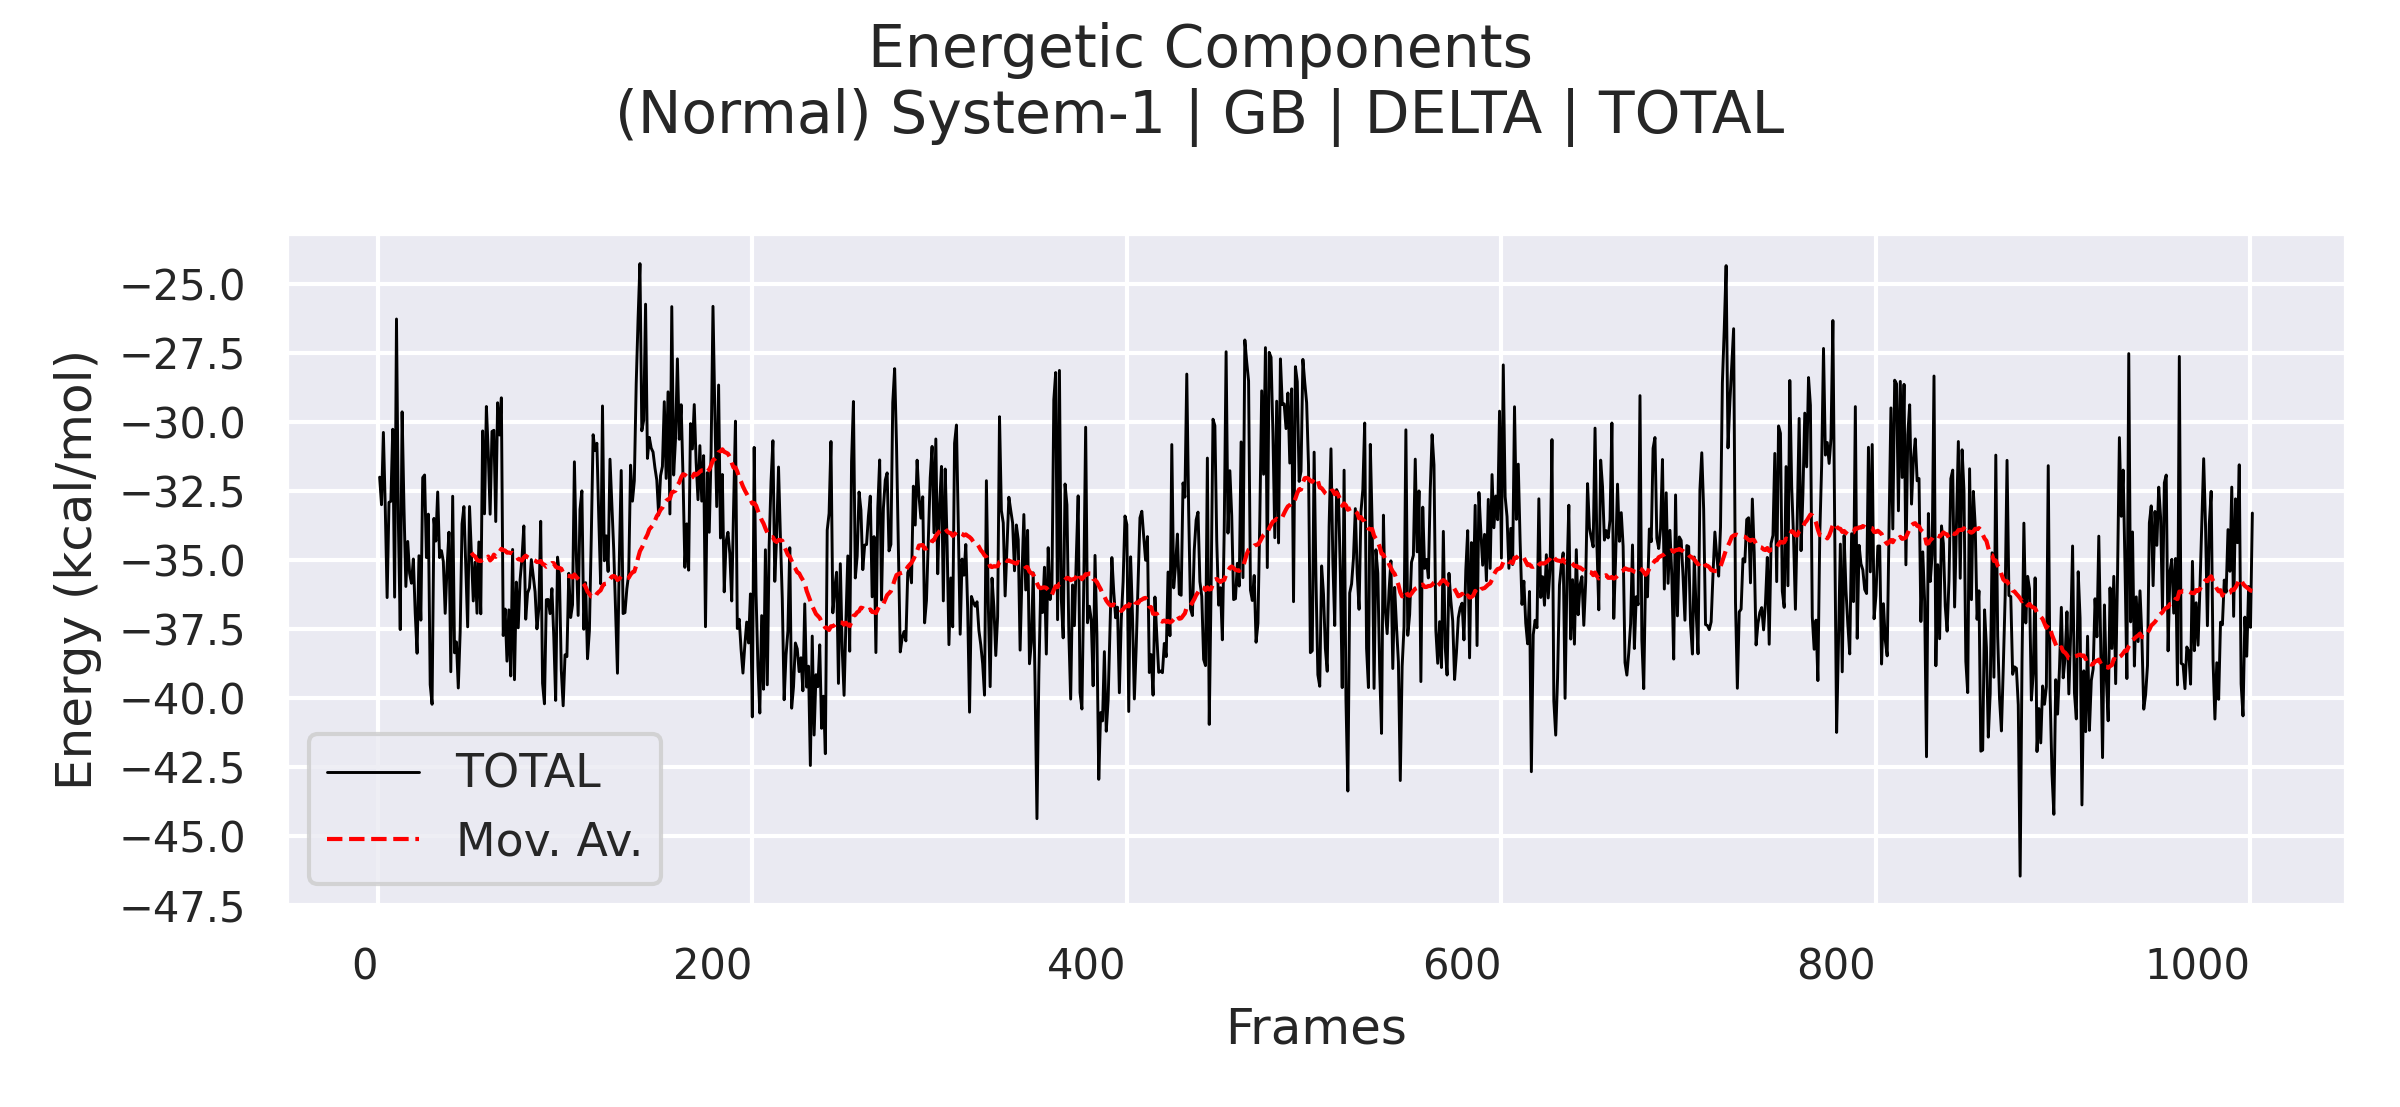 Energetic Components
(Normal) System-1 | GB | DELTA | TOTAL
Energy (kcal/mol)
−25.0
−27.5
−30.0
−32.5
−35.0
−37.5
−40.0
−42.5
−45.0
−47.5
TOTAL
Mov. Av.
0 200 400 600 800 1000
Frames